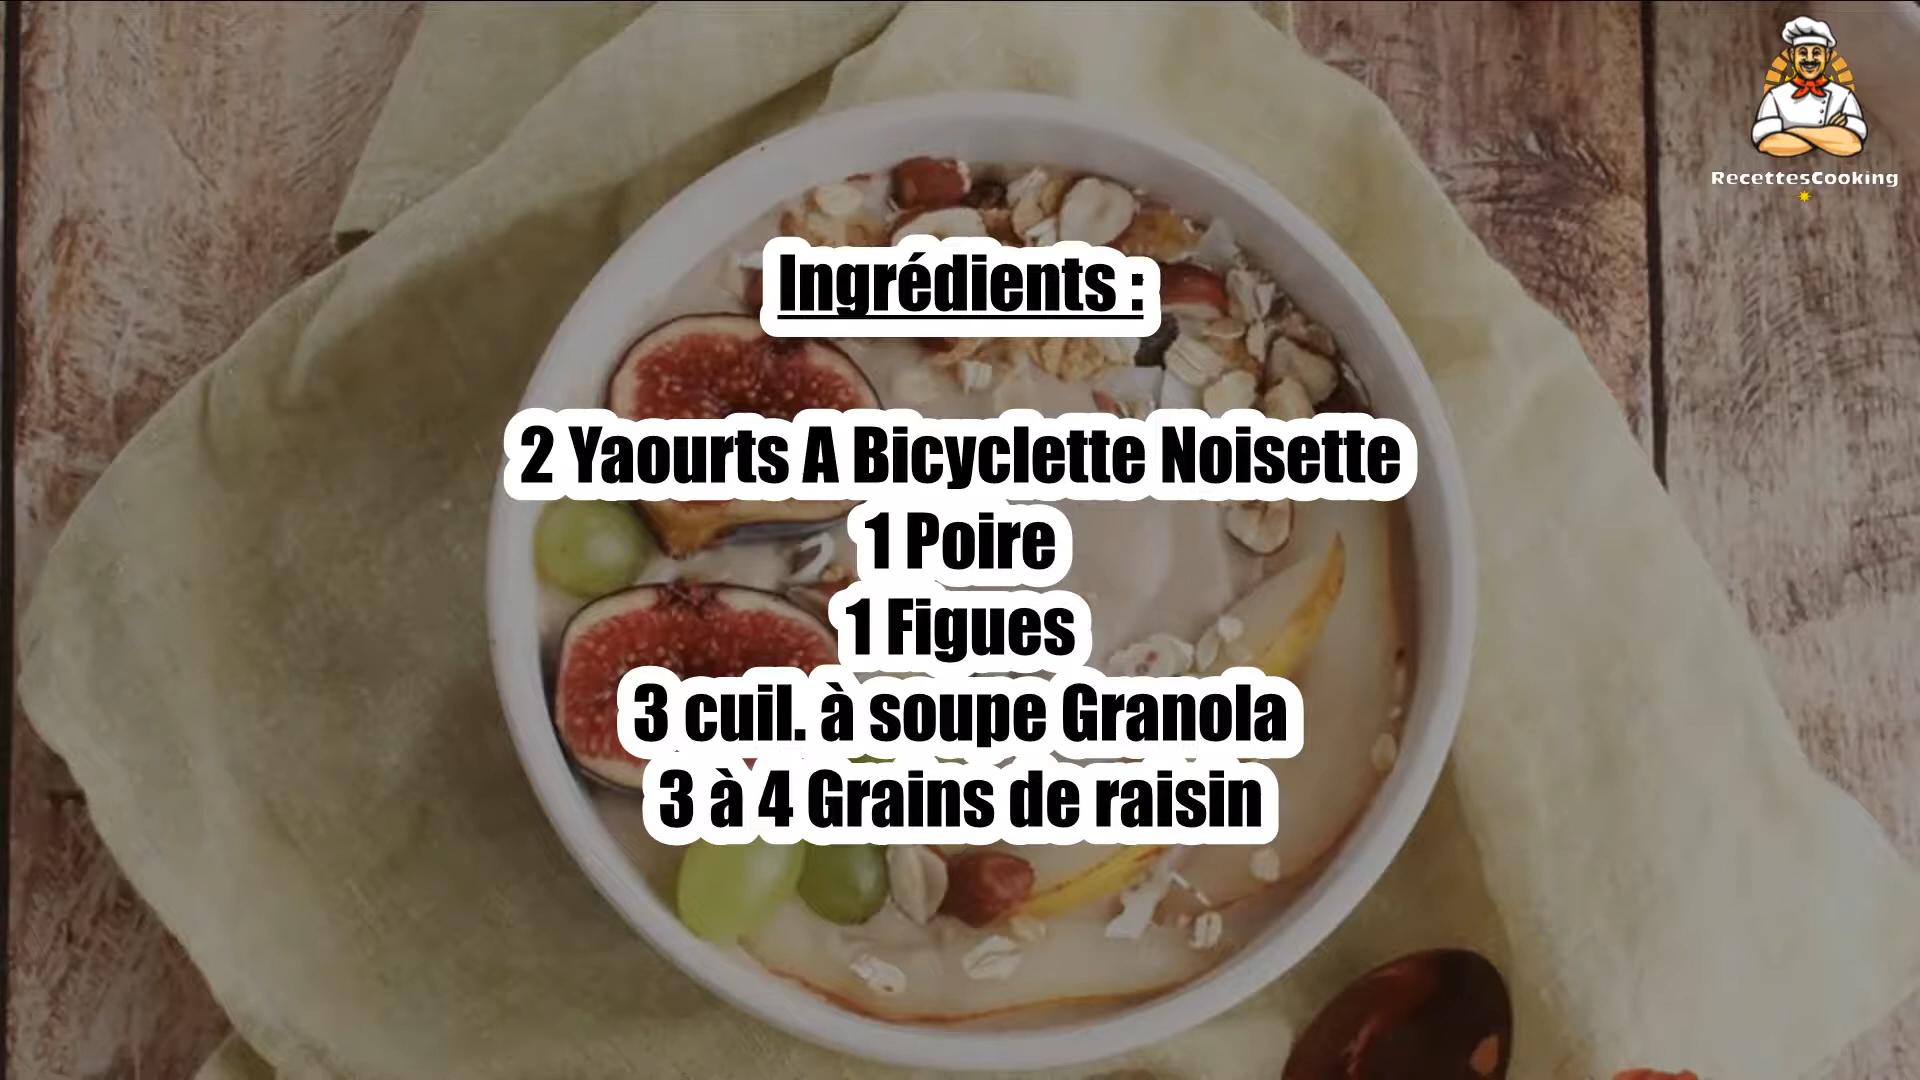 RecettesCooking
Ingrédients :
2 Yaourts A Bicyclette Noisette
1 Poire
1 Figues
3 cuil. à soupe Granola
3 à 4 Grains de raisin